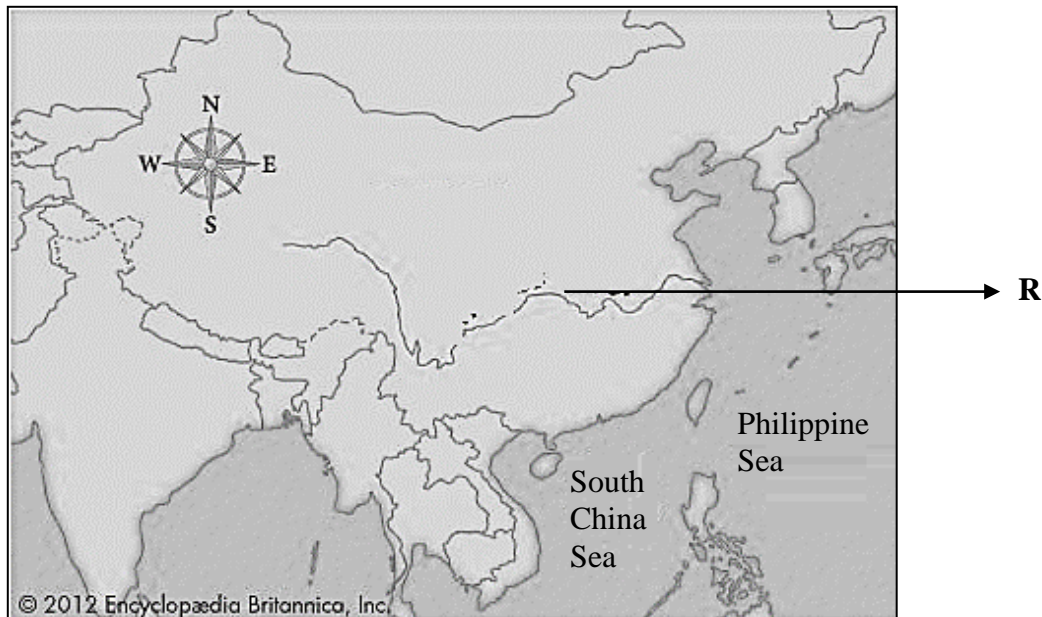 N
W E
S
R
Philippine
Sea
South
China
Sea
© 2012 Encyclopædia Britannica, Inc.